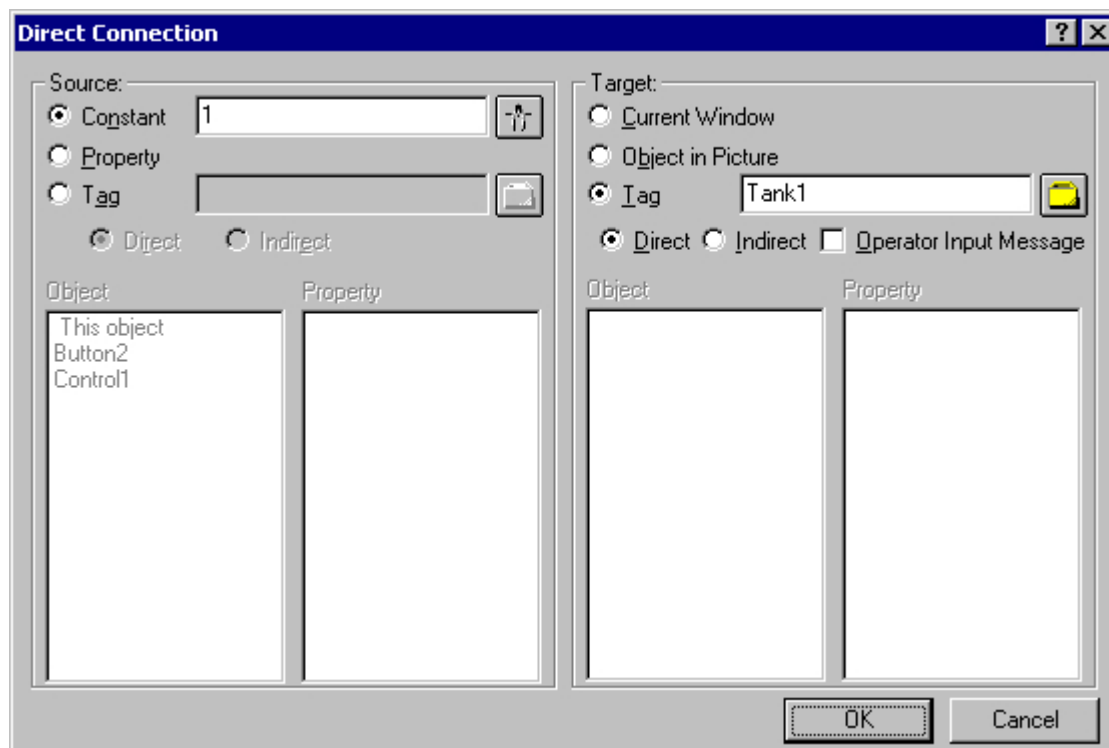 Direct Connection
Source:
Constant 1
Property
Tag
Direct Indirect
Object Property
This object
Button2
Control1
Target:
Current Window
Object in Picture
Tag Tank1
Direct Indirect Operator Input Message
Object Property
OK Cancel